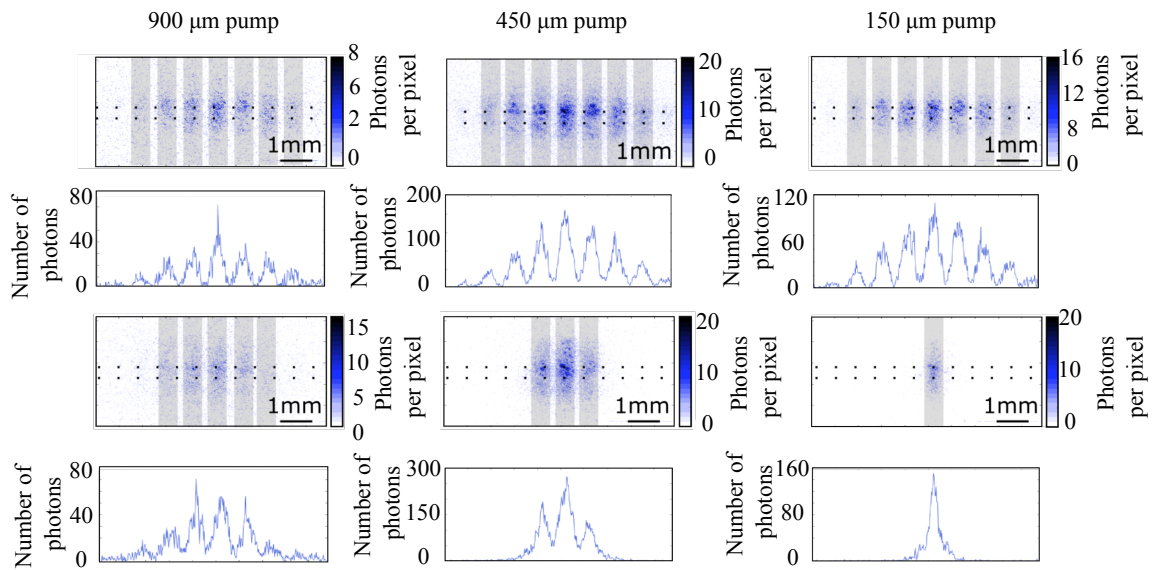 900 μm pump
450 μm pump
150 μm pump
8
6
4
2
0
Photons
per pixel
1mm
20
10
0
Photons
per pixel
1mm
16
12
8
4
0
Photons
per pixel
1mm
Number of
photons
80
40
0
Number of
photons
200
100
0
Number of
photons
120
60
0
15
10
5
0
Photons
per pixel
1mm
20
10
0
Photons
per pixel
1mm
20
10
0
Photons
per pixel
1mm
Number of
photons
80
40
0
Number of
photons
300
150
0
Number of
photons
160
80
0